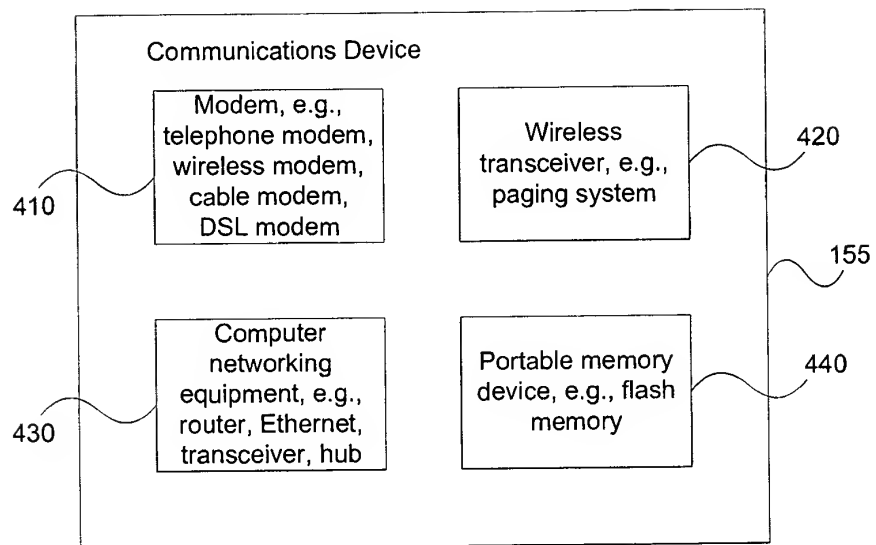 Communications Device
Modem, e.g.,
telephone modem,
wireless modem,
cable modem,
DSL modem
410
Wireless
transceiver, e.g.,
paging system
420
155
Computer
networking
equipment, e.g.,
router, Ethernet,
transceiver, hub
430
Portable memory
device, e.g., flash
memory
440